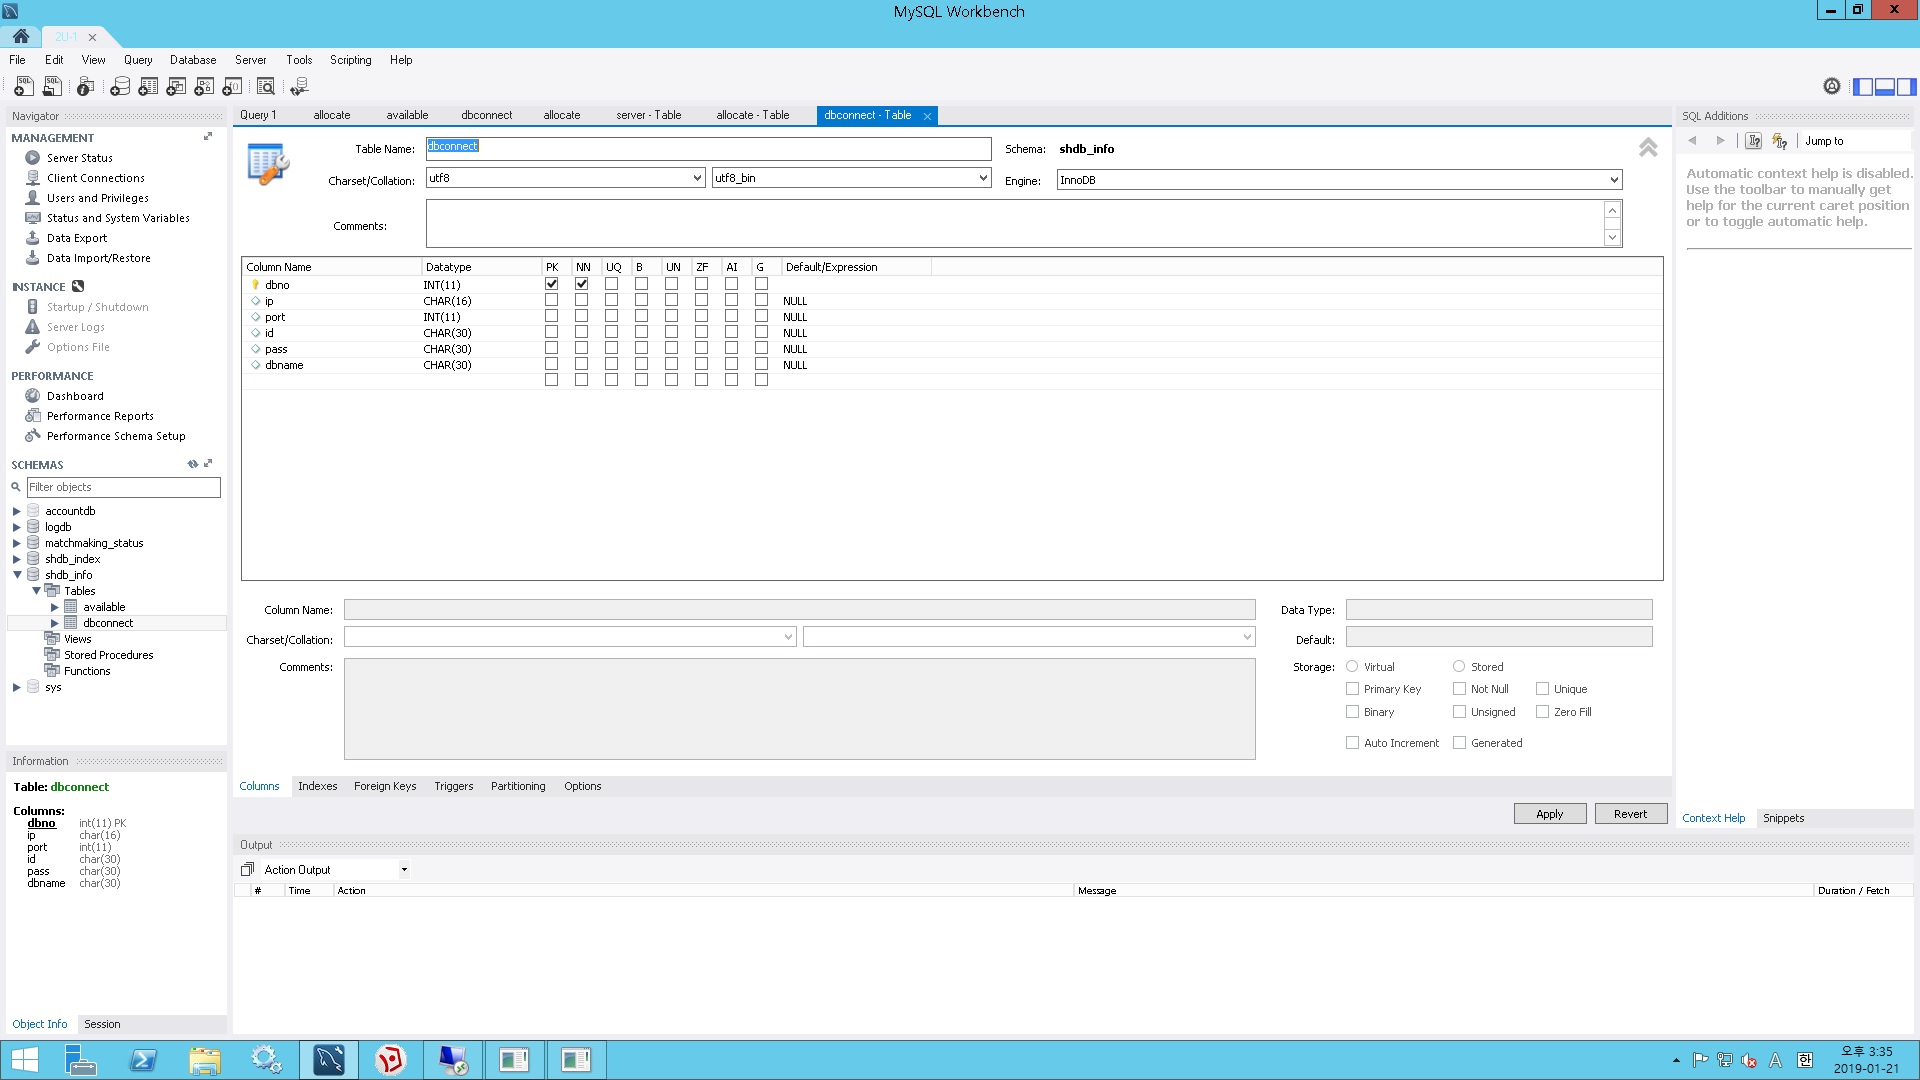 MySQL Workbench
2U-1
File Edit View Query Database Server Tools Scripting Help
Navigator
MANAGEMENT
Server Status
Client Connections
Users and Privileges
Status and System Variables
Data Export
Data Import/Restore
INSTANCE
Startup / Shutdown
Server Logs
Options File
PERFORMANCE
Dashboard
Performance Reports
Performance Schema Setup
SCHEMAS
Filter objects
accountdb
logdb
matchmaking_status
shdb_index
shdb_info
Tables
available
dbconnect
Views
Stored Procedures
Functions
sys
Information
Table: dbconnect
Columns:
dbno int(11) PK
ip char(16)
port int(11)
id char(30)
pass char(30)
dbname char(30)
Object Info Session
Query 1 allocate available dbconnect allocate server - Table allocate - Table dbconnect - Table
Table Name: dbconnect Schema: shdb_info
Charset/Collation: utf8 utf8_bin Engine: InnoDB
Comments:
Column Name Datatype PK NN UQ B UN ZF AI G Default/Expression
dbno INT(11)
ip CHAR(16) NULL
port INT(11) NULL
id CHAR(30) NULL
pass CHAR(30) NULL
dbname CHAR(30) NULL
Column Name: Data Type:
Charset/Collation: Default:
Comments: Storage: Virtual Stored
Primary Key Not Null Unique
Binary Unsigned Zero Fill
Auto Increment Generated
Columns Indexes Foreign Keys Triggers Partitioning Options
Apply Revert
Output
Action Output
# Time Action Message Duration / Fetch
SQL Additions
Jump to
Automatic context help is disabled.
Use the toolbar to manually get
help for the current caret position
or to toggle automatic help.
Context Help Snippets
A 한
오후 3:35
2019-01-21